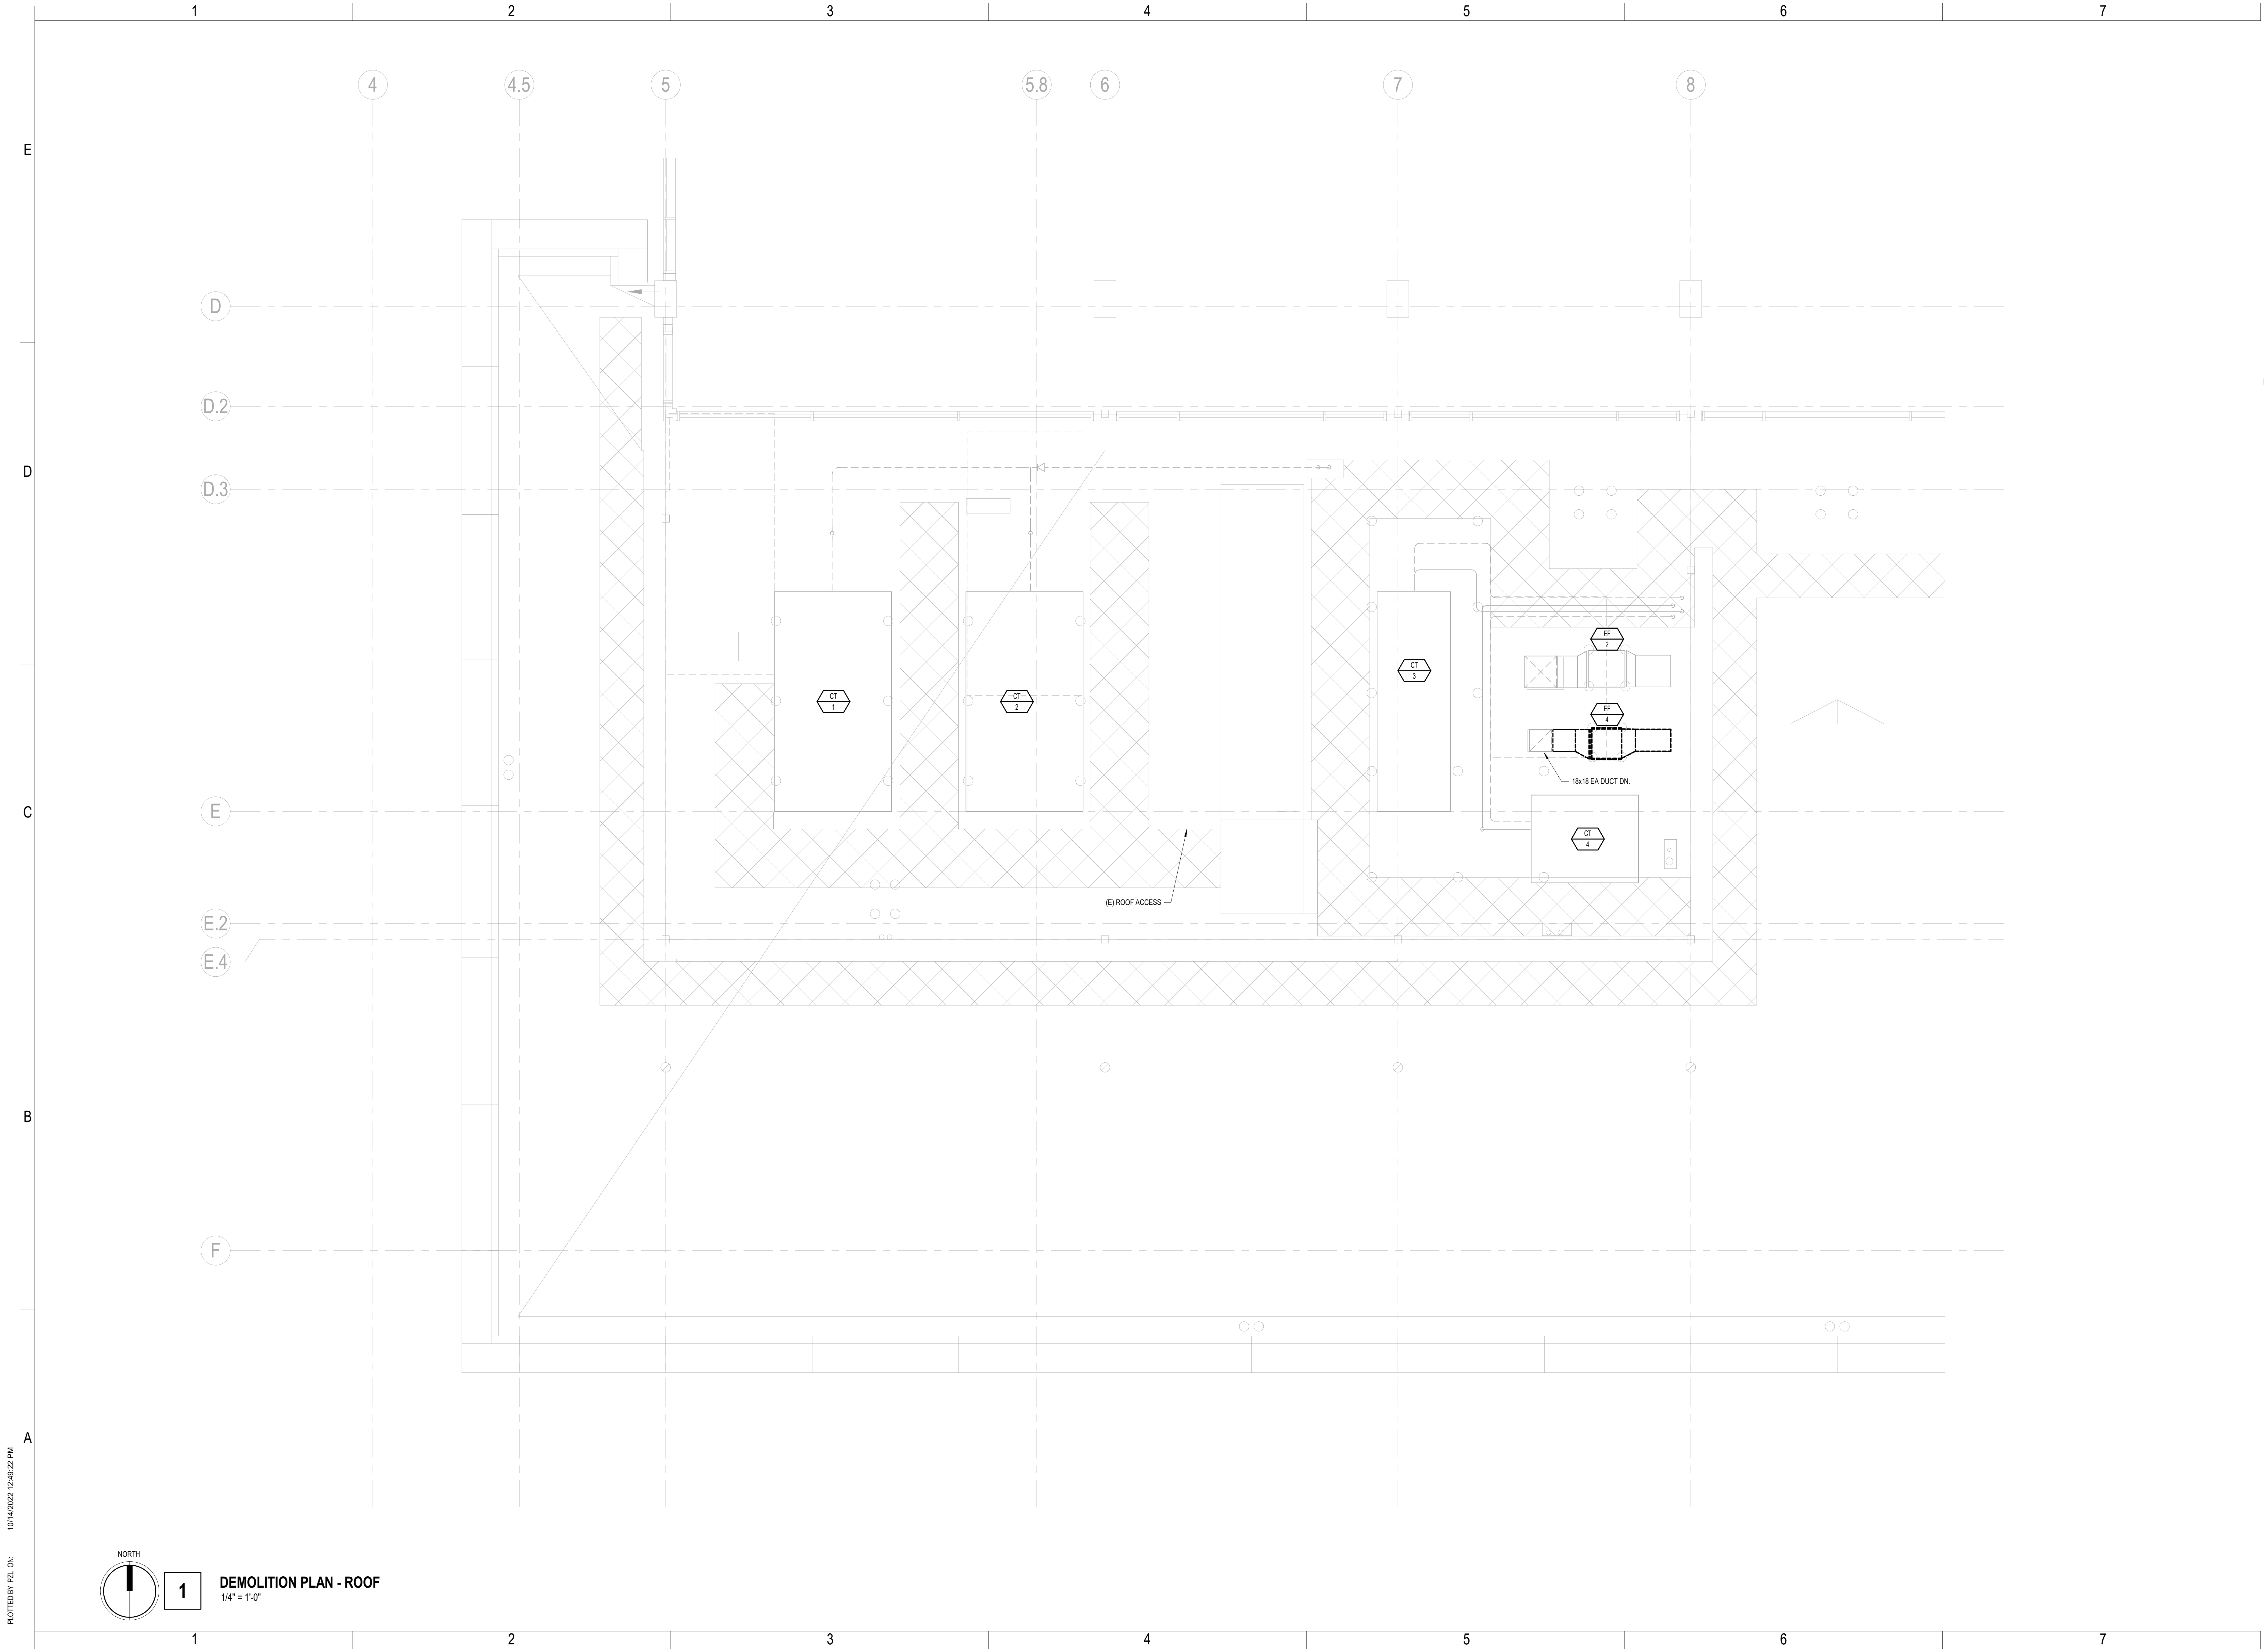 1 2 3 4 5 6 7
4 4.5 5 5.8 6 7 8
E
D
D.2
D
D.3
EF
2
CT
3
CT
1
CT
2
EF
4
18x18 EA DUCT DN.
C
E
CT
4
(E) ROOF ACCESS
E.2
E.4
B
F
A
PLOTTED BY PZL ON: 10/14/2022 12:49:22 PM
NORTH
1
DEMOLITION PLAN - ROOF
1/4" = 1'-0"
1 2 3 4 5 6 7